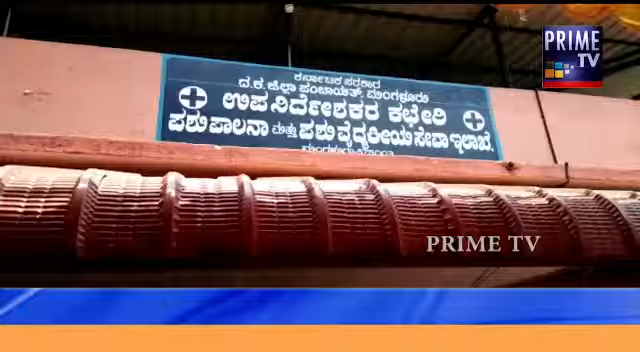 PRIME
TV
ಕರ್ನಾಟಕ ಸರಕಾರ
ದ.ಕ.ಜಿಲ್ಲಾ ಪಂಚಾಯತ್, ಮಂಗಳೂರು
ಉಪನಿರ್ದೇಶಕರ ಕಛೇರಿ
ಪಶುಪಾಲನಾ ಮತ್ತು ಪಶುವೈದ್ಯಕೀಯ ಸೇವಾ ಇಲಾಖೆ.
PRIME TV